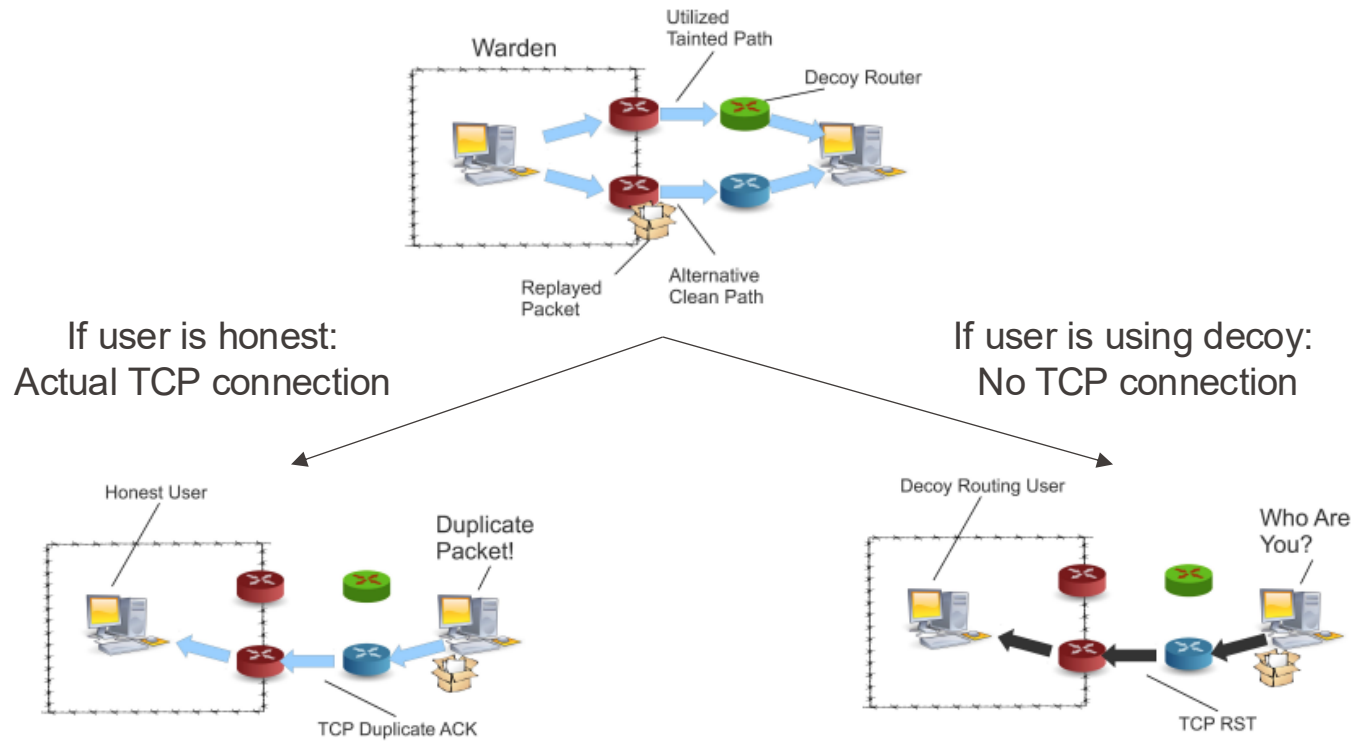 Utilized
Tainted Path
Warden
Decoy Router
Replayed
Packet
Alternative
Clean Path
If user is honest:
Actual TCP connection
If user is using decoy:
No TCP connection
Honest User
Duplicate
Packet!
TCP Duplicate ACK
Decoy Routing User
Who Are
You?
TCP RST